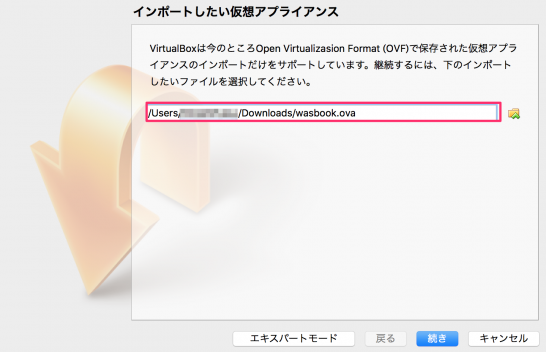 インポートしたい仮想アプライアンス
VirtualBoxは今のところOpen Virtualizasion Format (OVF)で保存された仮想アプラ
イアンスのインポートだけをサポートしています。継続するには、下のインポート
したいファイルを選択してください。
/Users/ /Downloads/wasbook.ova
エキスパートモード
戻る
続き
キャンセル